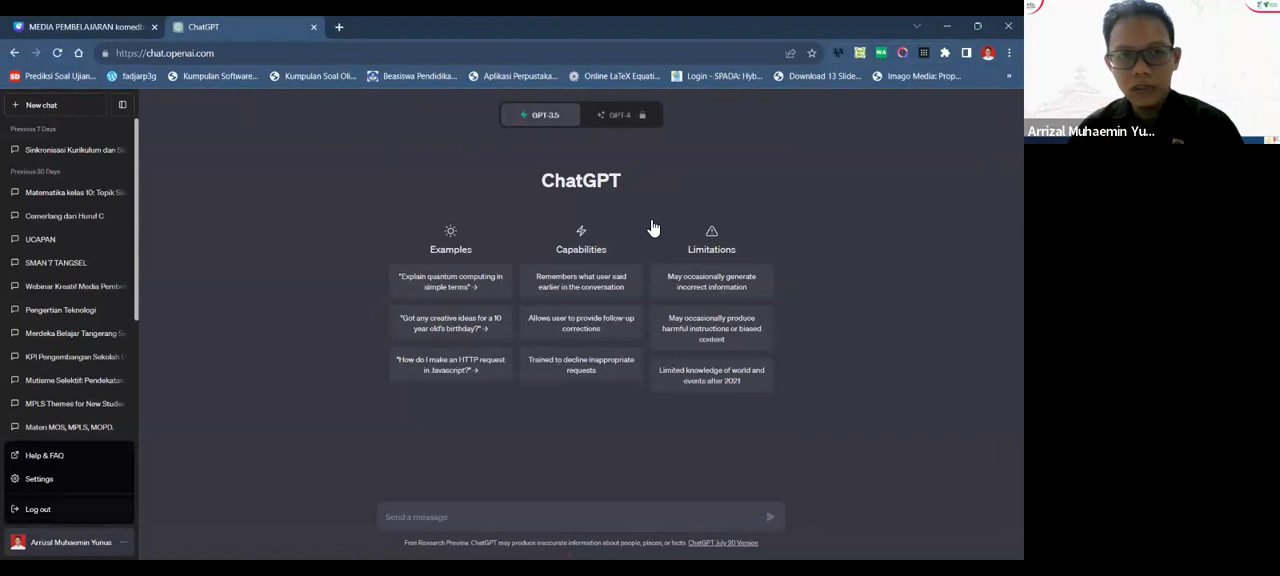 MEDIA PEMBELAJARAN komedi
ChatGPT
https://chat.openai.com
Prediksi Soal Ujian...
fadjarp3g
Kumpulan Software...
Kumpulan Soal Oli...
Beasiswa Pendidika...
Aplikasi Perpustaka...
Online LaTeX Equati...
Login - SPADA: Hyb...
Download 13 Slide...
Imago Media: Prop...
New chat
Previous 7 Days
Sinkronisasi Kurikulum dan Se
Previous 30 Days
Matematika kelas 10: Topik
Cemerlang dari Huruf C
UCAPAN
SMAN 7 TANGSEL
Webinar Kreatif Media Pembel
Pengertian Teknologi
Merdeka Belajar Tangerang Se
KPI Pengembangan Sekolah
Mutisme Selektif: Pendekatan
MPLS Themes for New Stude
Materi MOS, MPLS, MOPD.
Help & FAQ
Settings
Log out
Arrizal Muhaemin Yunus
GPT-3.5
GPT-4
ChatGPT
Examples
"Explain quantum computing in
simple terms" →
"Got any creative ideas for a 10
year old's birthday?" →
"How do I make an HTTP request
in Javascript?" →
Capabilities
Remembers what user said
earlier in the conversation
Allows user to provide follow-up
corrections
Trained to decline inappropriate
requests
Limitations
May occasionally generate
incorrect information
May occasionally produce
harmful instructions or biased
content
Limited knowledge of world and
events after 2021
Send a message
Free Research Preview. ChatGPT may produce inaccurate information about people, places, or facts. ChatGPT July 20 Version
Arrizal Muhaemin Yu...